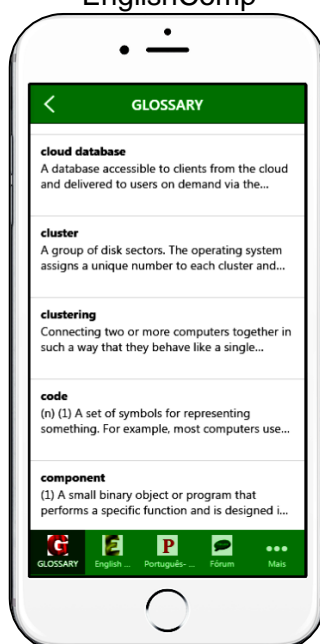 EnglishComp
GLOSSARY
cloud database
A database accessible to clients from the cloud
and delivered to users on demand via the...
cluster
A group of disk sectors. The operating system
assigns a unique number to each cluster and...
clustering
Connecting two or more computers together in
such a way that they behave like a single...
code
(n) (1) A set of symbols for representing
something. For example, most computers use...
component
(1) A small binary object or program that
performs a specific function and is designed i...
G E P
GLOSSARY English ... Português- ... Fórum Mais